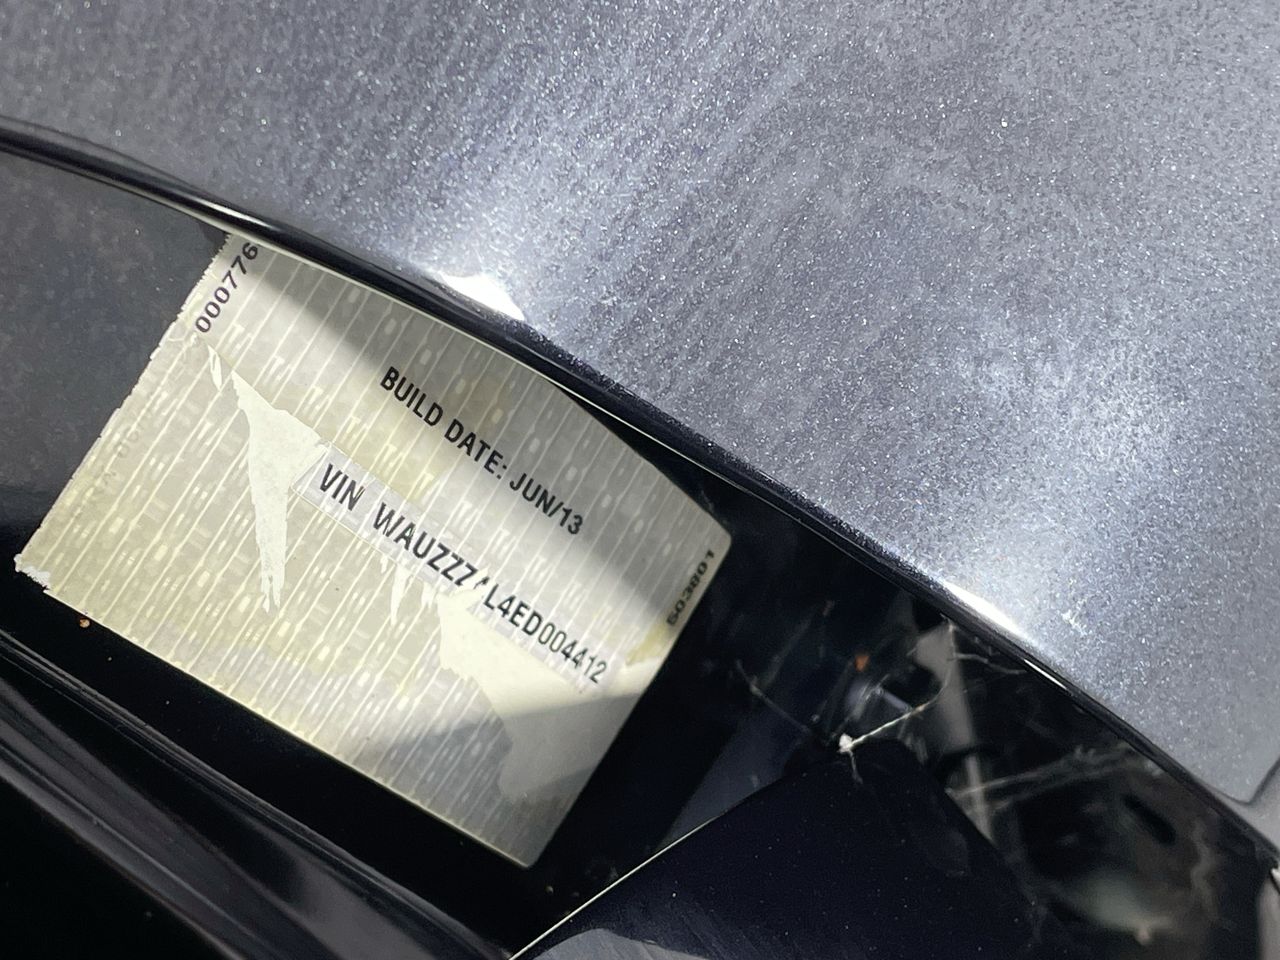 000776
BUILD DATE: JUN/13
VIN WAUZZZ L4ED004412
503801